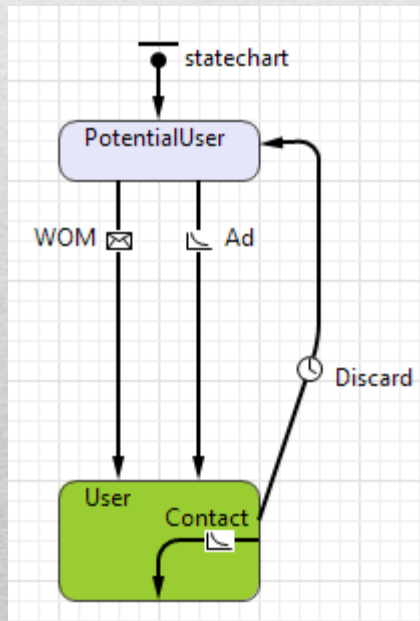 statechart
PotentialUser
WOM
Ad
Discard
User
Contact